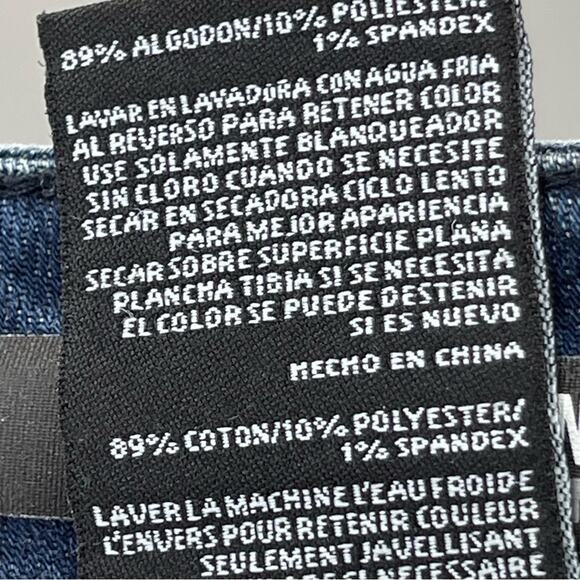 89% ALGODON/10% POLIESTER/
1% SPANDEX
LAVAR EN LAVADORA CON AGUA FRIA
AL REVERSO PARA RETENER COLOR
USE SOLAMENTE BLANQUEADOR
SIN CLORO CUANDO SE NECESITE
SECAR EN SECADORA CICLO LENTO
PARA MEJOR APARIENCIA
SECAR SOBRE SUPERFICIE PLANA
PLANCHA TIBIA SI SE NECESITA
EL COLOR SE PUEDE DESTENIR
SI ES NUEVO
HECHO EN CHINA
89% COTON/10% POLYESTER/
1% SPANDEX
LAVER LA MACHINE L'EAU FROIDE
L'ENVERS POUR RETENIR COULEUR
SEULEMENT JAVELLISANT
NECESSAIRE